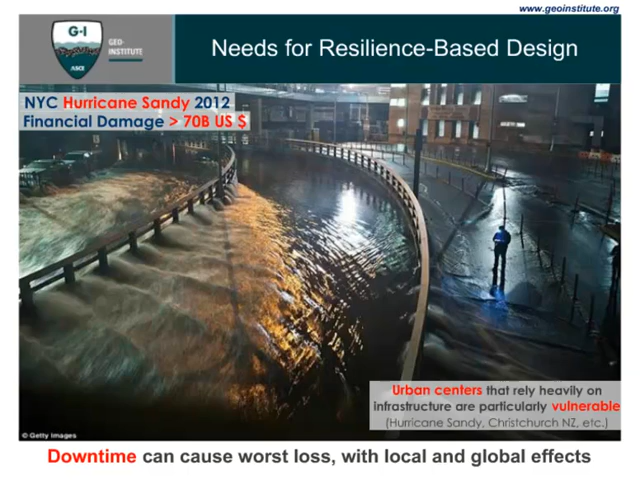 www.geoinstitute.org
G-I
GEO-
INSTITUTE
ASCE
Needs for Resilience-Based Design
NYC Hurricane Sandy 2012
Financial Damage > 70B US $
Urban centers that rely heavily on
infrastructure are particularly vulnerable
(Hurricane Sandy, Christchurch NZ, etc.)
© Getty Images
Downtime can cause worst loss, with local and global effects